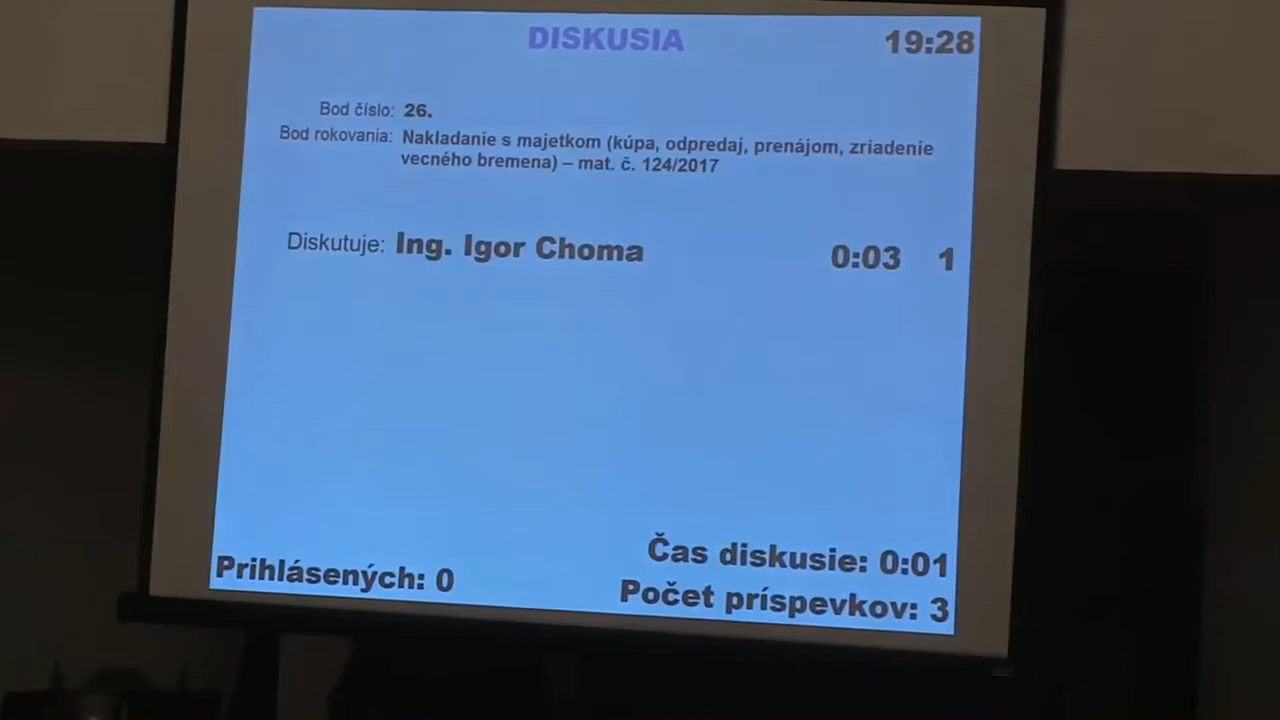 DISKUSIA 19:28
Bod číslo: 26.
Bod rokovania: Nakladanie s majetkom (kúpa, odpredaj, prenájom, zriadenie
vecného bremena) – mat. č. 124/2017
Diskutuje: Ing. Igor Choma 0:03 1
Čas diskusie: 0:01
Prihlásených: 0
Počet príspevkov: 3